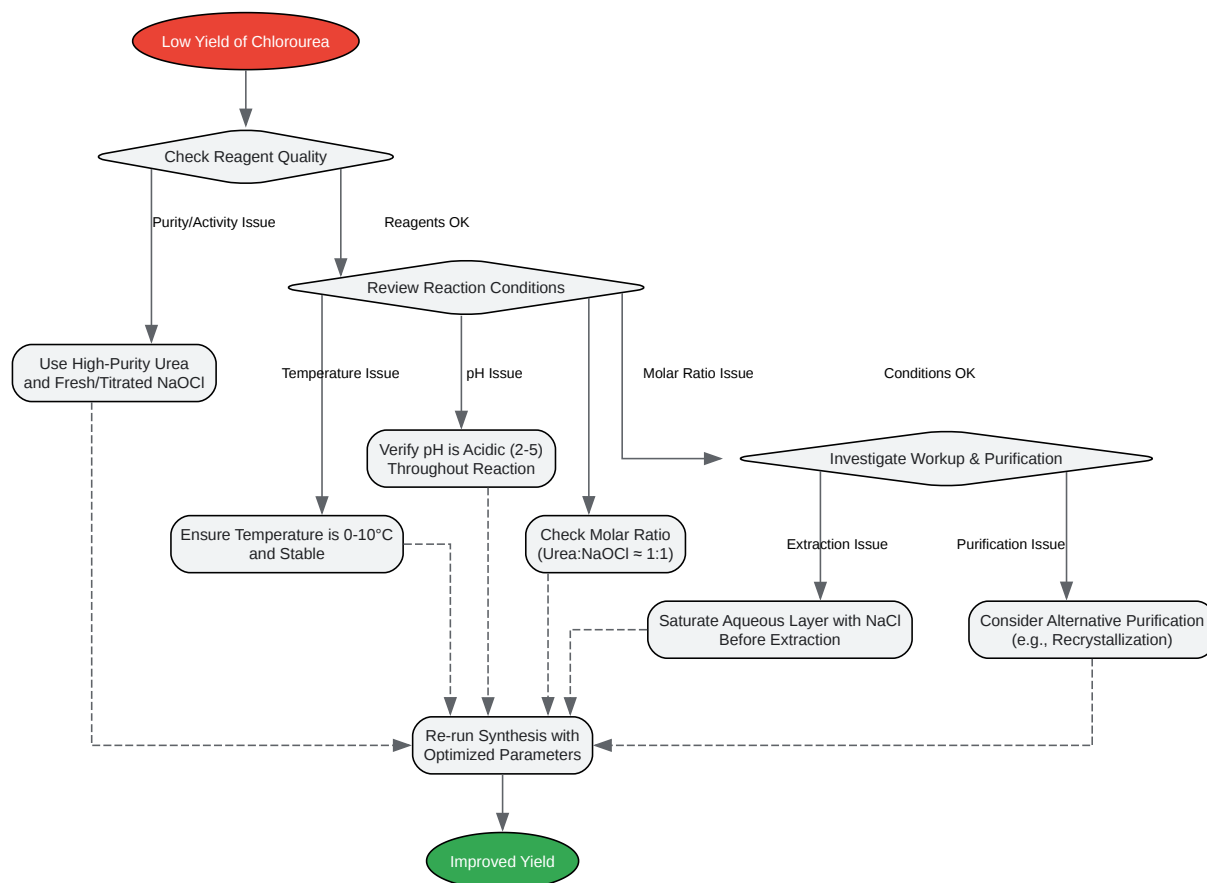 Low Yield of Chlorourea
Check Reagent Quality
Purity/Activity Issue
Reagents OK
Review Reaction Conditions
Use High-Purity Urea
and Fresh/Titrated NaOCl
Temperature Issue
pH Issue
Molar Ratio Issue
Conditions OK
Verify pH is Acidic (2-5)
Throughout Reaction
Investigate Workup & Purification
Ensure Temperature is 0-10°C
and Stable
Check Molar Ratio
(Urea:NaOCl ≈ 1:1)
Extraction Issue
Purification Issue
Saturate Aqueous Layer with NaCl
Before Extraction
Consider Alternative Purification
(e.g., Recrystallization)
Re-run Synthesis with
Optimized Parameters
Improved Yield